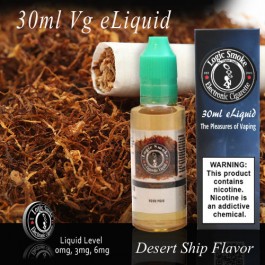 30ml Vg eLiquid
Logic Smoke
Electronic Cigarette
30ml eLiquid
The Pleasures of Vaping
WARNING:
This product
contains
nicotine.
Nicotine is
an addictive
chemical.
Liquid Level
0mg, 3mg, 6mg
Desert Ship Flavor